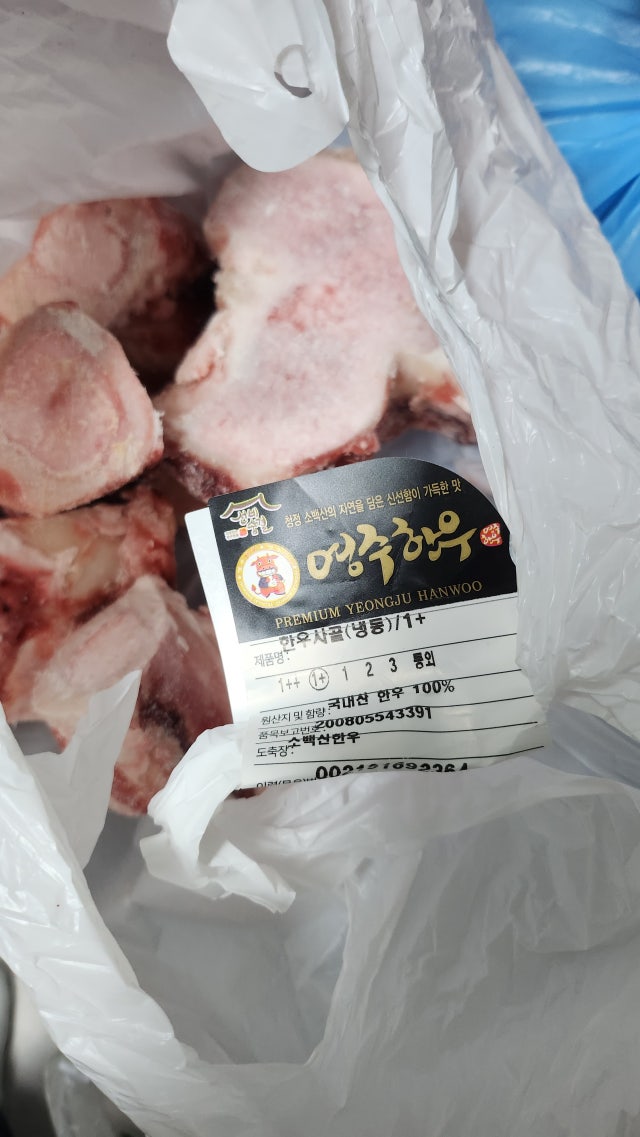 청정 소백산의 자연을 담은 신선함이 가득한 맛
영주한우
PREMIUM YEONGJU HANWOO
제품명: 한우사골(냉동)/1+
1++ 1+ 1 2 3 등외
원산지 및 함량: 국내산 한우 100%
품목보고번호: 200805543391
도축장: 소백산한우